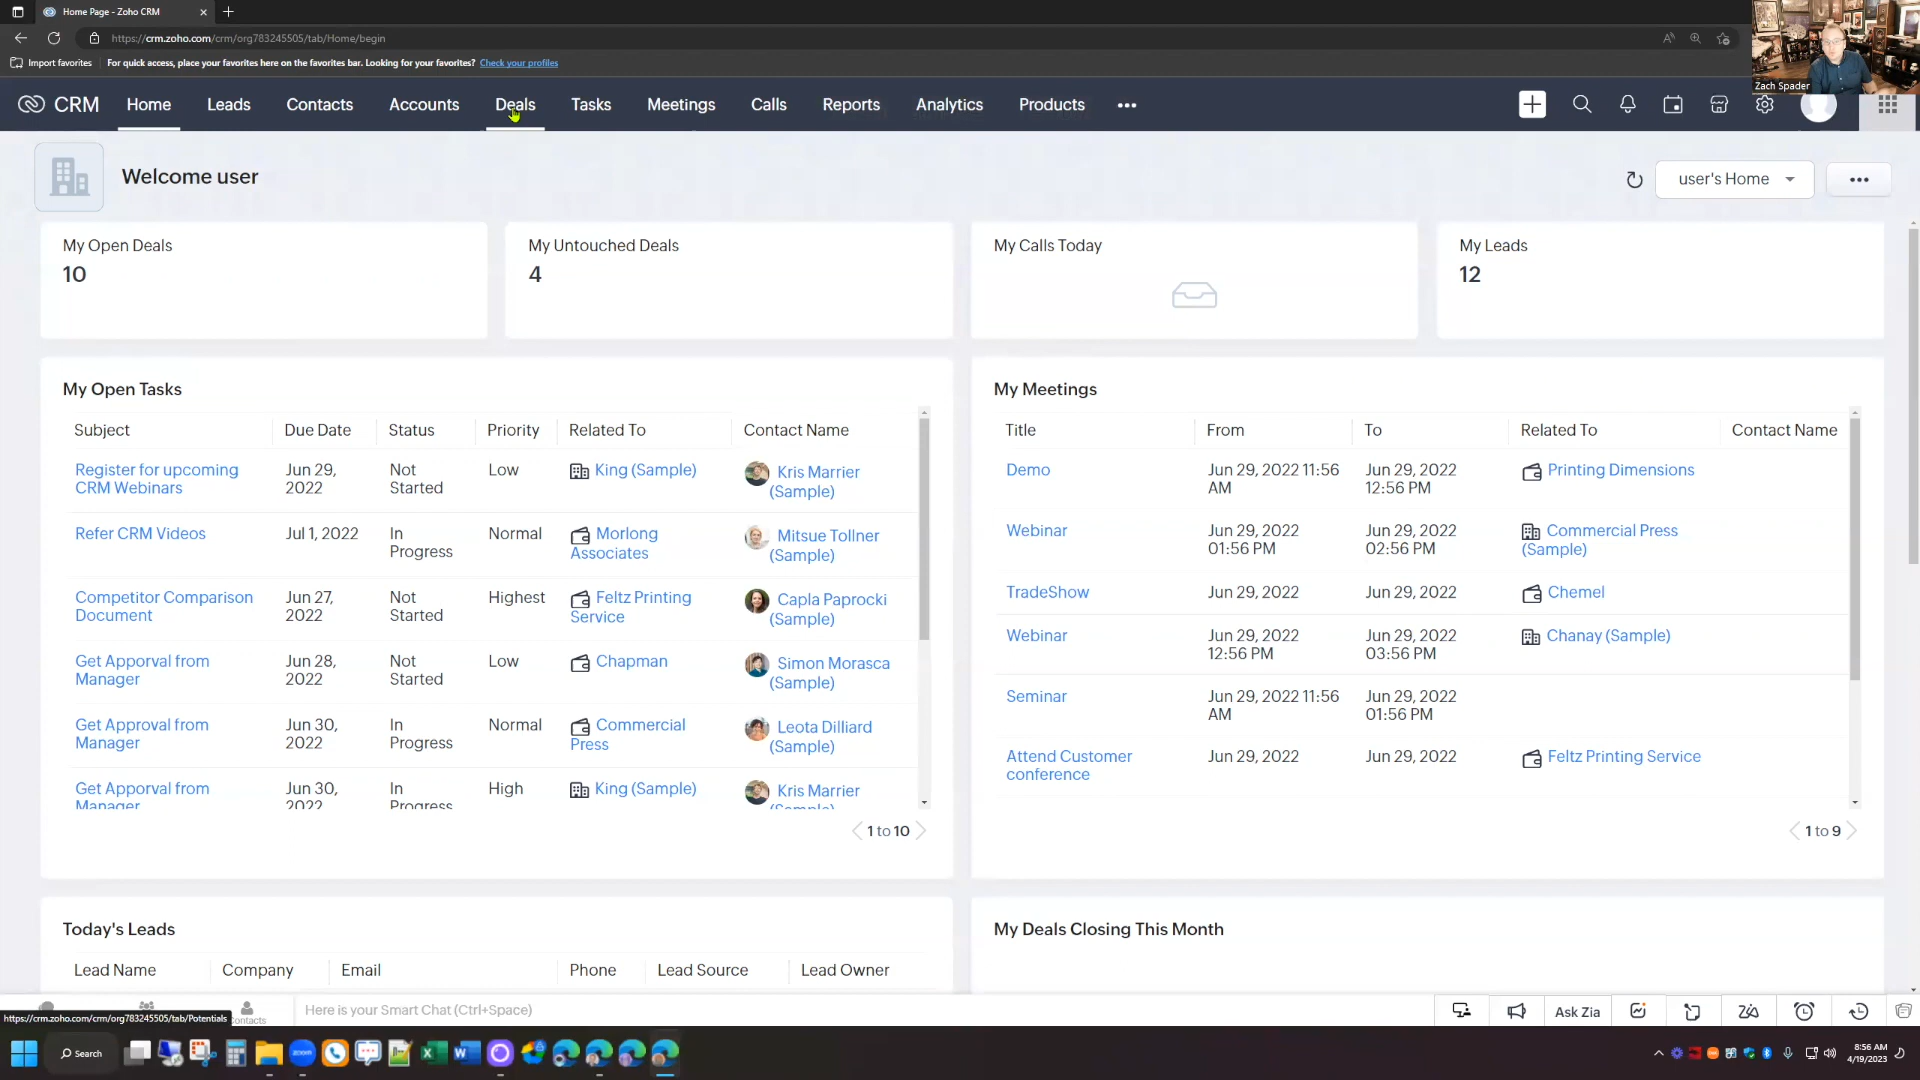 Home Page - Zoho CRM
https://crm.zoho.com/crm/org783245505/tab/Home/begin
Import favorites
For quick access, place your favorites here on the favorites bar. Looking for your favorites? Check your profiles
Zach Spader
CRM Home Leads Contacts Accounts Deals Tasks Meetings Calls Reports Analytics Products
Welcome user
user's Home
My Open Deals
10
My Untouched Deals
4
My Calls Today
My Leads
12
My Open Tasks
Subject Due Date Status Priority Related To Contact Name
Register for upcoming CRM Webinars Jun 29, 2022 Not Started Low King (Sample) Kris Marrier (Sample)
Refer CRM Videos Jul 1, 2022 In Progress Normal Morlong Associates Mitsue Tollner (Sample)
Competitor Comparison Document Jun 27, 2022 Not Started Highest Feltz Printing Service Capla Paprocki (Sample)
Get Apporval from Manager Jun 28, 2022 Not Started Low Chapman Simon Morasca (Sample)
Get Approval from Manager Jun 30, 2022 In Progress Normal Commercial Press Leota Dilliard (Sample)
Get Apporval from Manager Jun 30, 2022 In Progress High King (Sample) Kris Marrier (Sample)
1 to 10
My Meetings
Title From To Related To Contact Name
Demo Jun 29, 2022 11:56 AM Jun 29, 2022 12:56 PM Printing Dimensions
Webinar Jun 29, 2022 01:56 PM Jun 29, 2022 02:56 PM Commercial Press (Sample)
TradeShow Jun 29, 2022 Jun 29, 2022 Chemel
Webinar Jun 29, 2022 12:56 PM Jun 29, 2022 03:56 PM Chanay (Sample)
Seminar Jun 29, 2022 11:56 AM Jun 29, 2022 01:56 PM
Attend Customer conference Jun 29, 2022 Jun 29, 2022 Feltz Printing Service
1 to 9
Today's Leads
Lead Name Company Email Phone Lead Source Lead Owner
My Deals Closing This Month
https://crm.zoho.com/crm/org783245505/tab/Potentials
Here is your Smart Chat (Ctrl+Space)
Ask Zia
Search
zoom
8:56 AM
4/19/2023